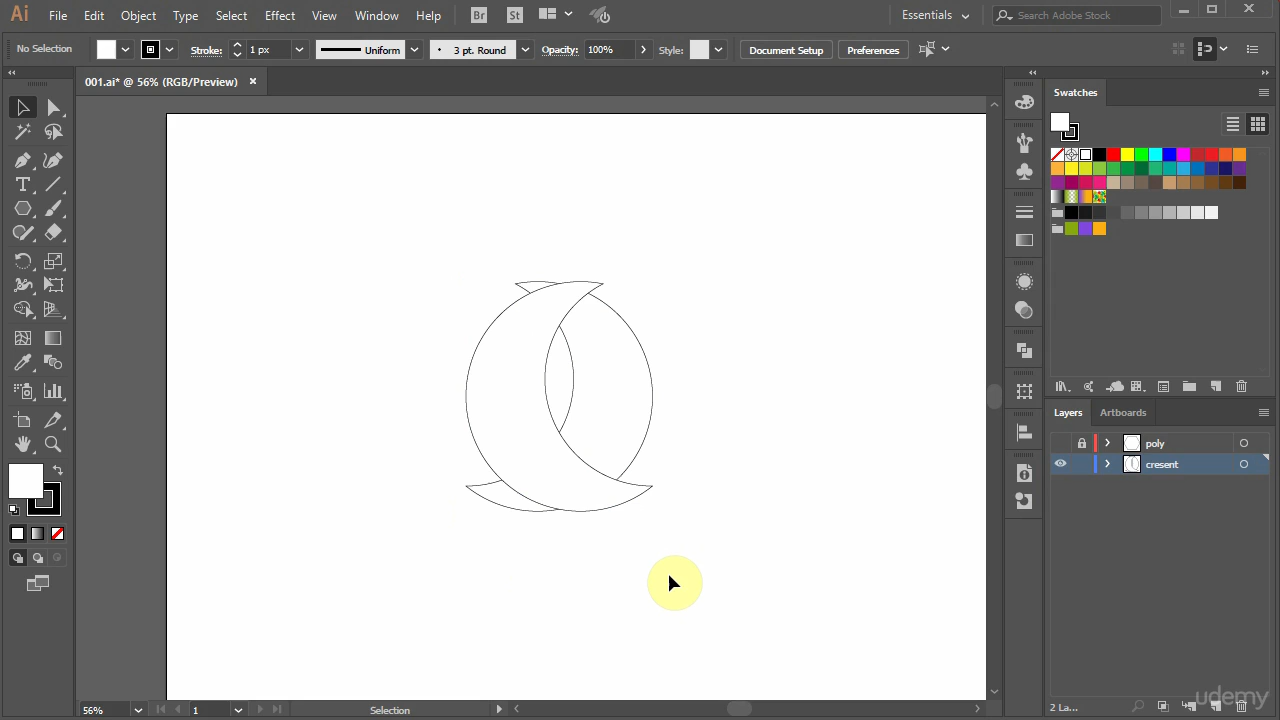 Ai File Edit Object Type Select Effect View Window Help Br St Essentials Search Adobe Stock
No Selection Stroke: 1 px Uniform 3 pt. Round Opacity: 100% Style: Document Setup Preferences
001.ai* @ 56% (RGB/Preview)
Swatches
Layers Artboards
poly
cresent
56% 1 Selection
2 La...
udemy